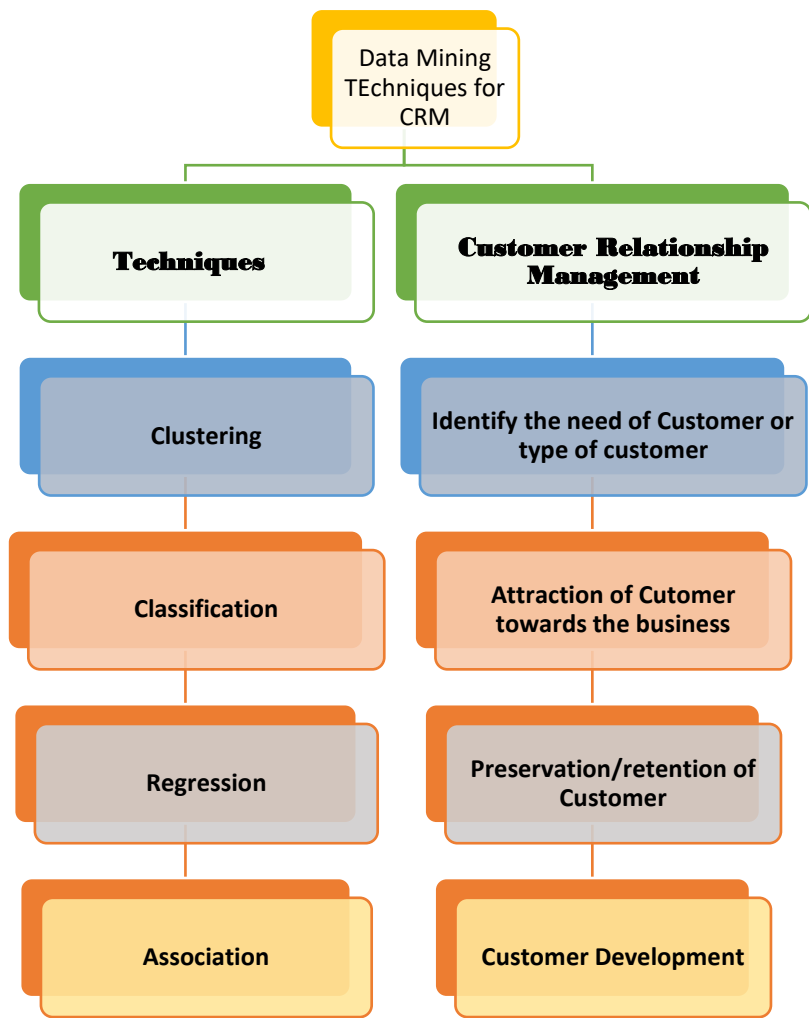 Data Mining
TEchniques for
CRM
Techniques
Customer Relationship
Management
Clustering
Identify the need of Customer or
type of customer
Classification
Attraction of Cutomer
towards the business
Regression
Preservation/retention of
Customer
Association
Customer Development